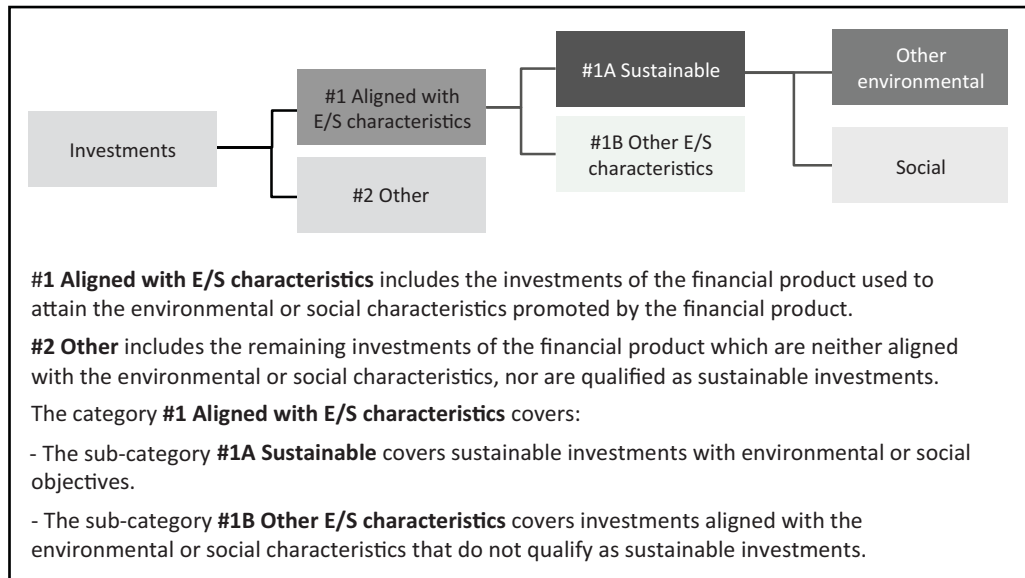 Investments
#1 Aligned with
E/S characteristics
#2 Other
#1A Sustainable
#1B Other E/S
characteristics
Other
environmental
Social
#1 Aligned with E/S characteristics includes the investments of the financial product used to
attain the environmental or social characteristics promoted by the financial product.
#2 Other includes the remaining investments of the financial product which are neither aligned
with the environmental or social characteristics, nor are qualified as sustainable investments.
The category #1 Aligned with E/S characteristics covers:
- The sub-category #1A Sustainable covers sustainable investments with environmental or social
objectives.
- The sub-category #1B Other E/S characteristics covers investments aligned with the
environmental or social characteristics that do not qualify as sustainable investments.